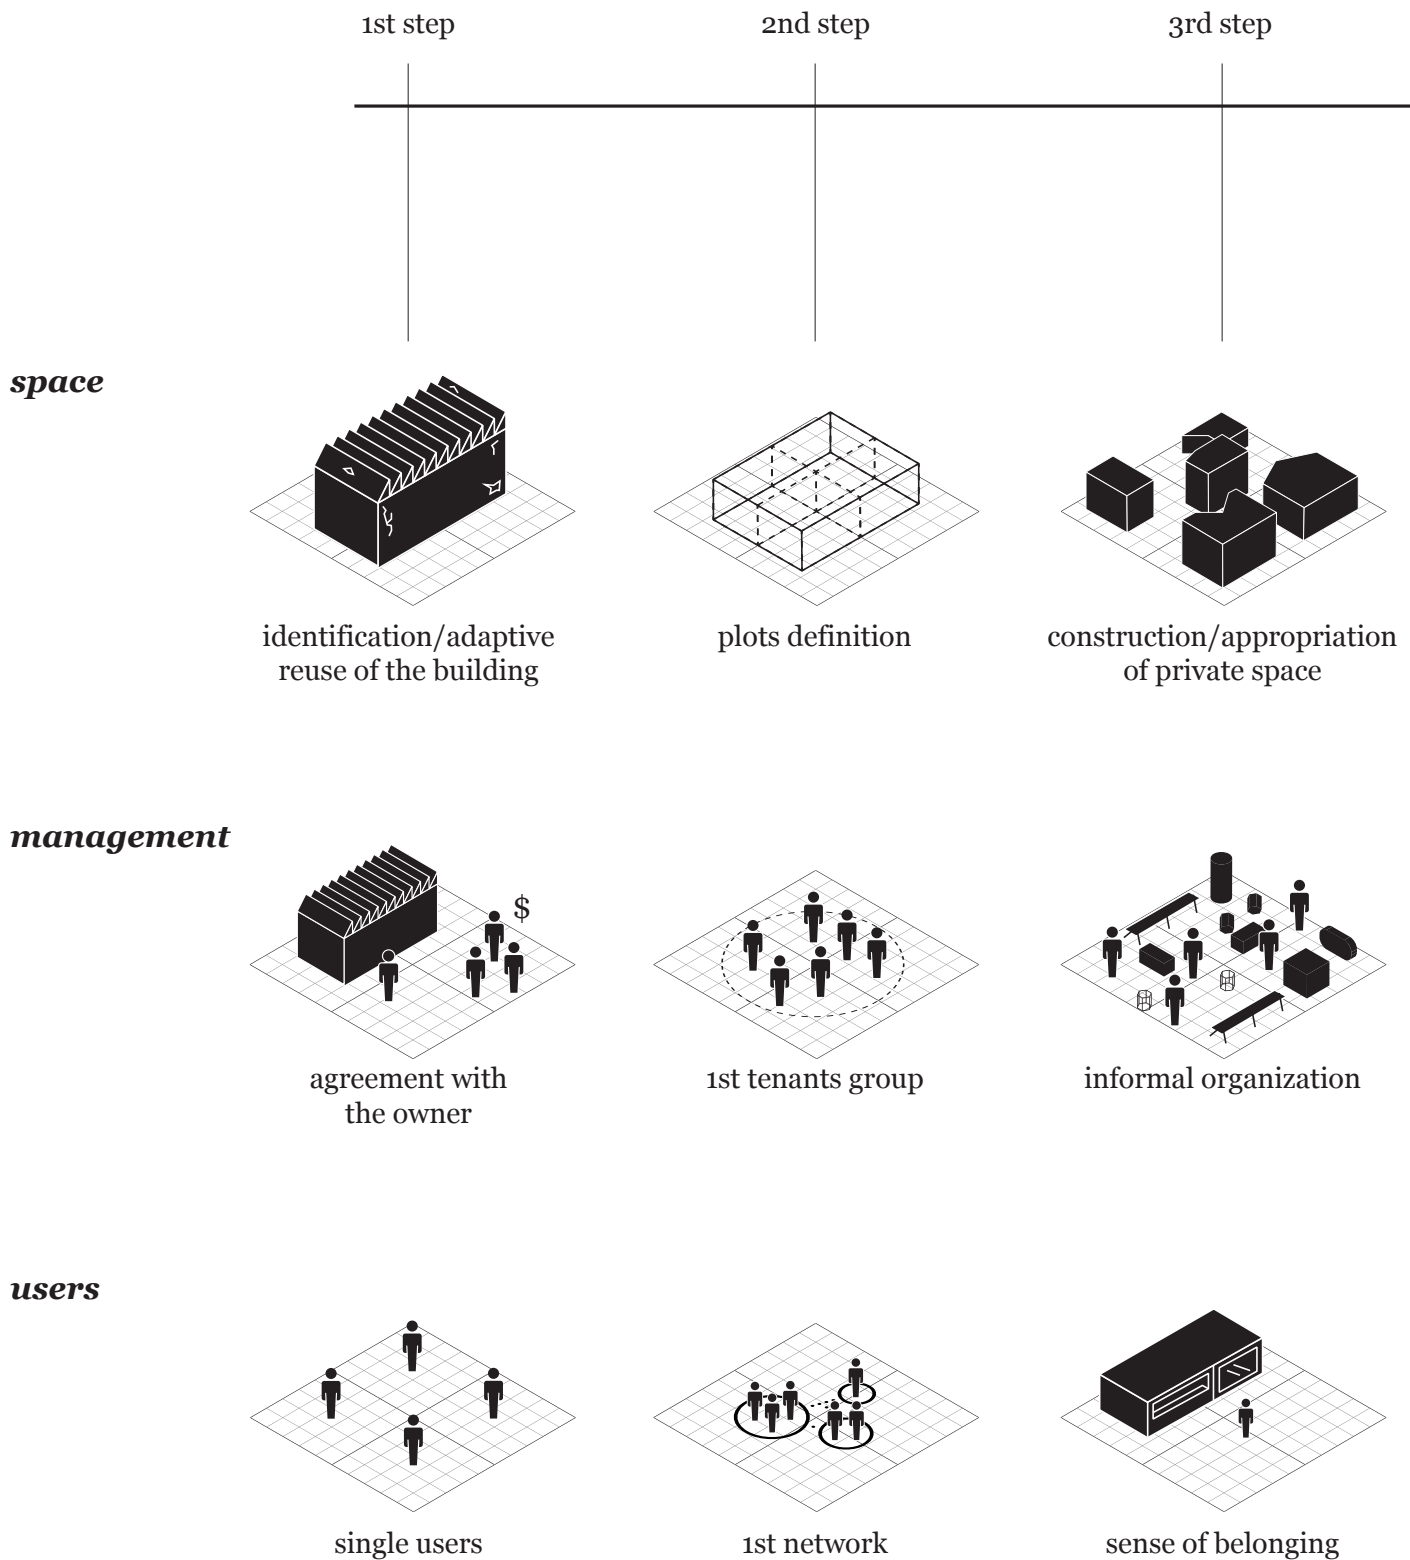 1st step
2nd step
3rd step
space
identification/adaptive
reuse of the building
plots definition
construction/appropriation
of private space
management
$
agreement with
the owner
1st tenants group
informal organization
users
single users
1st network
sense of belonging